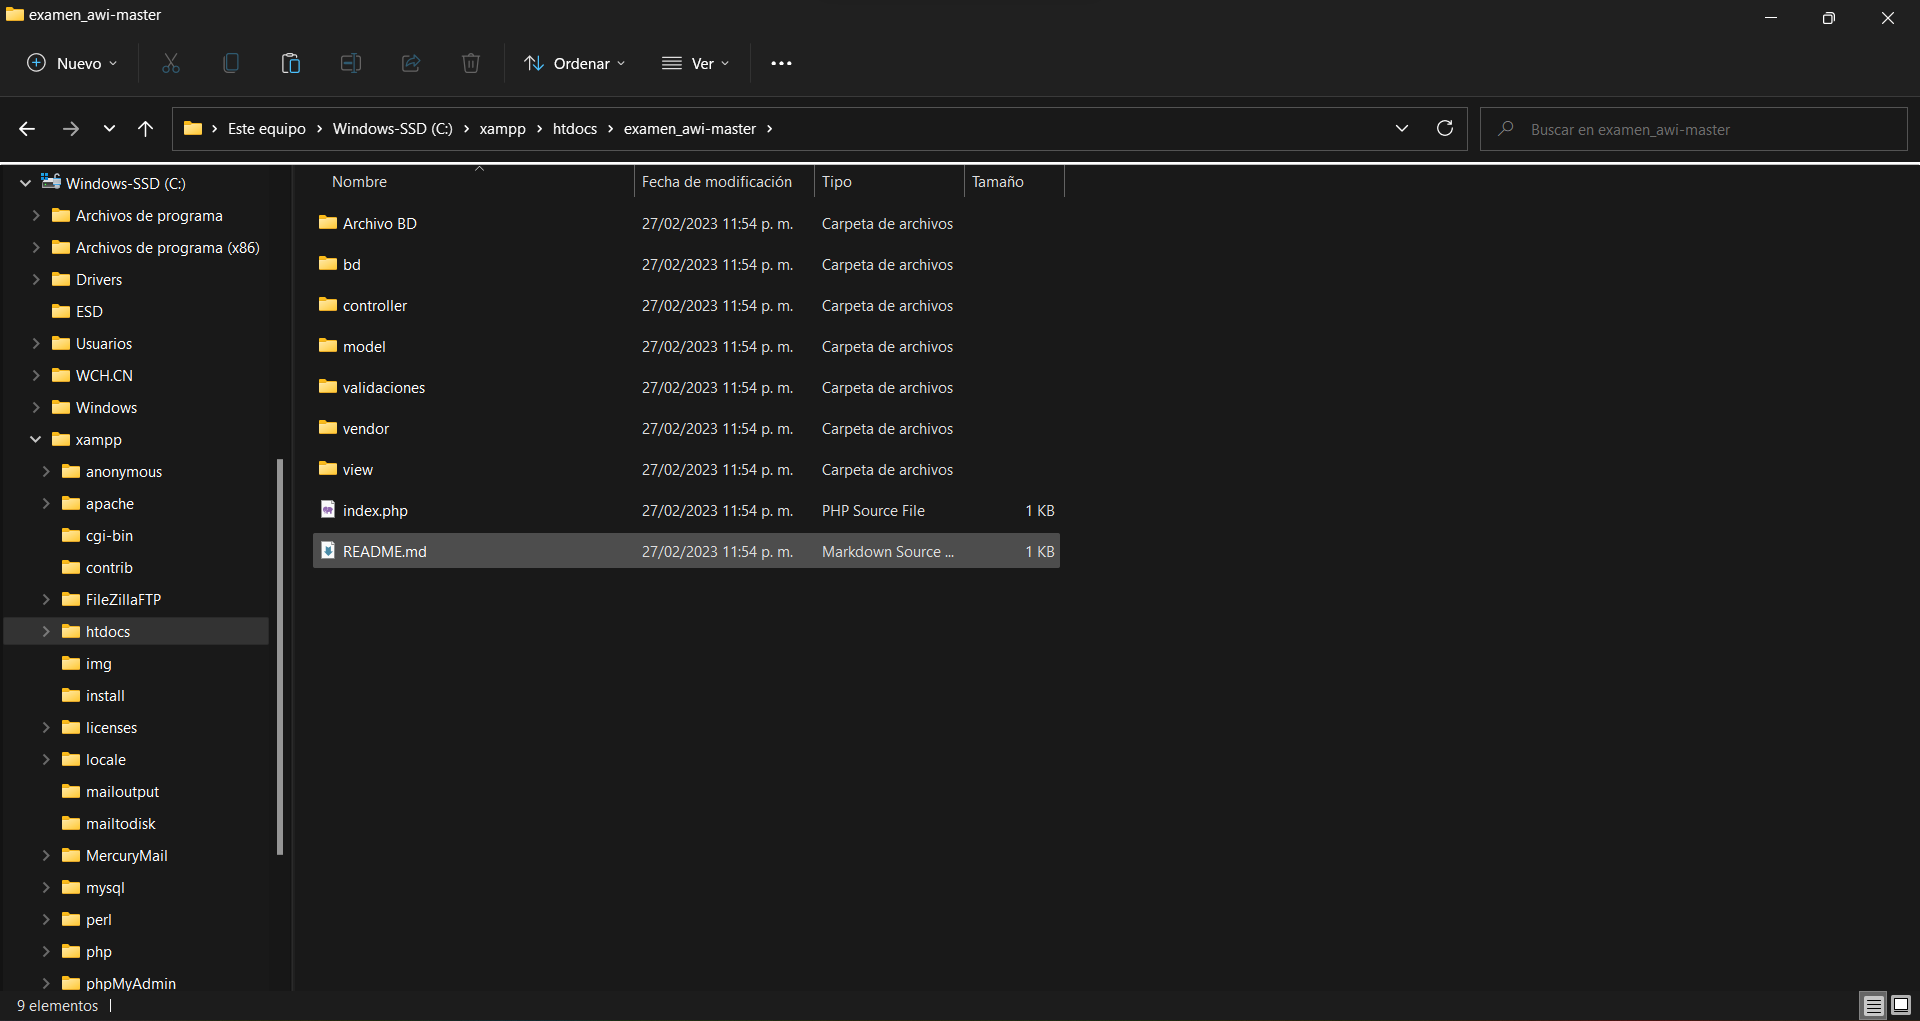 examen_awi-master
Nuevo
Ordenar
Ver
Este equipo > Windows-SSD (C:) > xampp > htdocs > examen_awi-master >
Buscar en examen_awi-master
Windows-SSD (C:)
Archivos de programa
Archivos de programa (x86)
Drivers
ESD
Usuarios
WCH.CN
Windows
xampp
anonymous
apache
cgi-bin
contrib
FileZillaFTP
htdocs
img
install
licenses
locale
mailoutput
mailtodisk
MercuryMail
mysql
perl
php
phpMyAdmin
Nombre Fecha de modificación Tipo Tamaño
Archivo BD 27/02/2023 11:54 p. m. Carpeta de archivos
bd 27/02/2023 11:54 p. m. Carpeta de archivos
controller 27/02/2023 11:54 p. m. Carpeta de archivos
model 27/02/2023 11:54 p. m. Carpeta de archivos
validaciones 27/02/2023 11:54 p. m. Carpeta de archivos
vendor 27/02/2023 11:54 p. m. Carpeta de archivos
view 27/02/2023 11:54 p. m. Carpeta de archivos
index.php 27/02/2023 11:54 p. m. PHP Source File 1 KB
README.md 27/02/2023 11:54 p. m. Markdown Source ... 1 KB
9 elementos